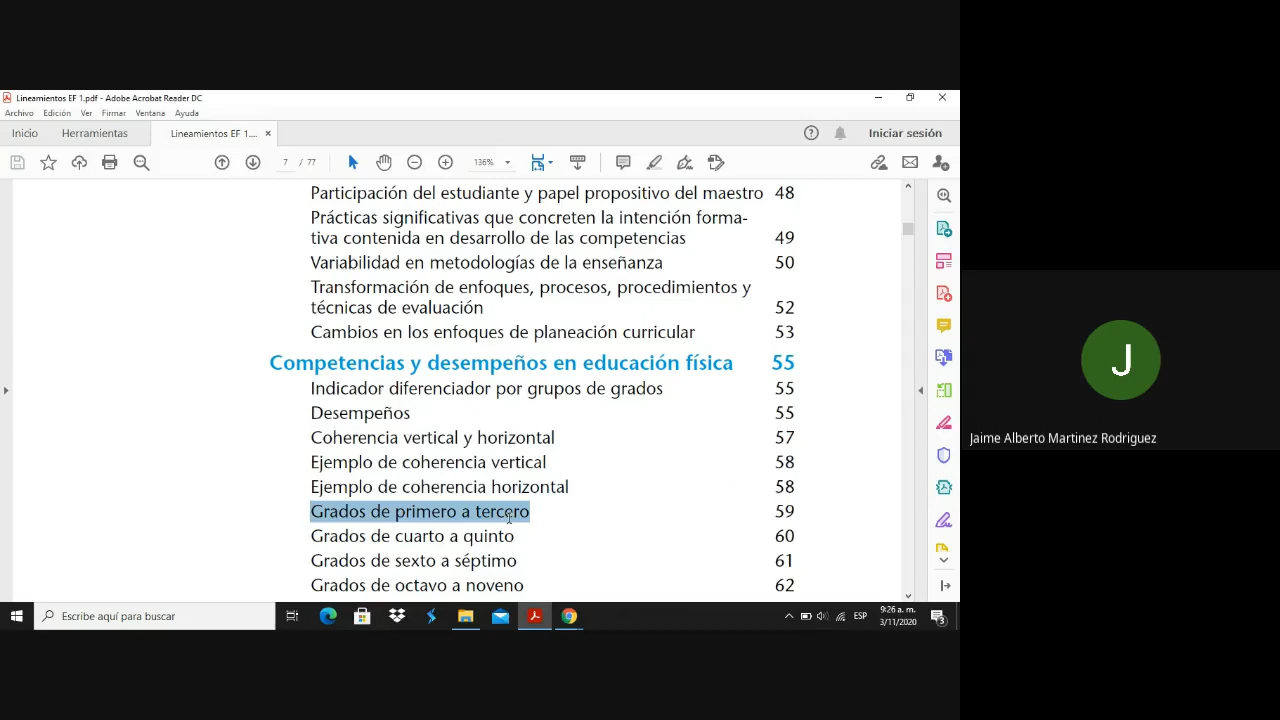 Lineamientos EF 1.pdf - Adobe Acrobat Reader DC
Archivo Edición Ver Firmar Ventana Ayuda
Inicio Herramientas Lineamientos EF 1.... × Iniciar sesión
7 / 77 136%
Participación del estudiante y papel propositivo del maestro 48
Prácticas significativas que concreten la intención forma-
tiva contenida en desarrollo de las competencias 49
Variabilidad en metodologías de la enseñanza 50
Transformación de enfoques, procesos, procedimientos y
técnicas de evaluación 52
Cambios en los enfoques de planeación curricular 53
Competencias y desempeños en educación física 55
Indicador diferenciador por grupos de grados 55
Desempeños 55
Coherencia vertical y horizontal 57
Ejemplo de coherencia vertical 58
Ejemplo de coherencia horizontal 58
Grados de primero a tercero 59
Grados de cuarto a quinto 60
Grados de sexto a séptimo 61
Grados de octavo a noveno 62
J
Jaime Alberto Martinez Rodriguez
Escribe aquí para buscar
ESP
9:26 a. m.
3/11/2020
3